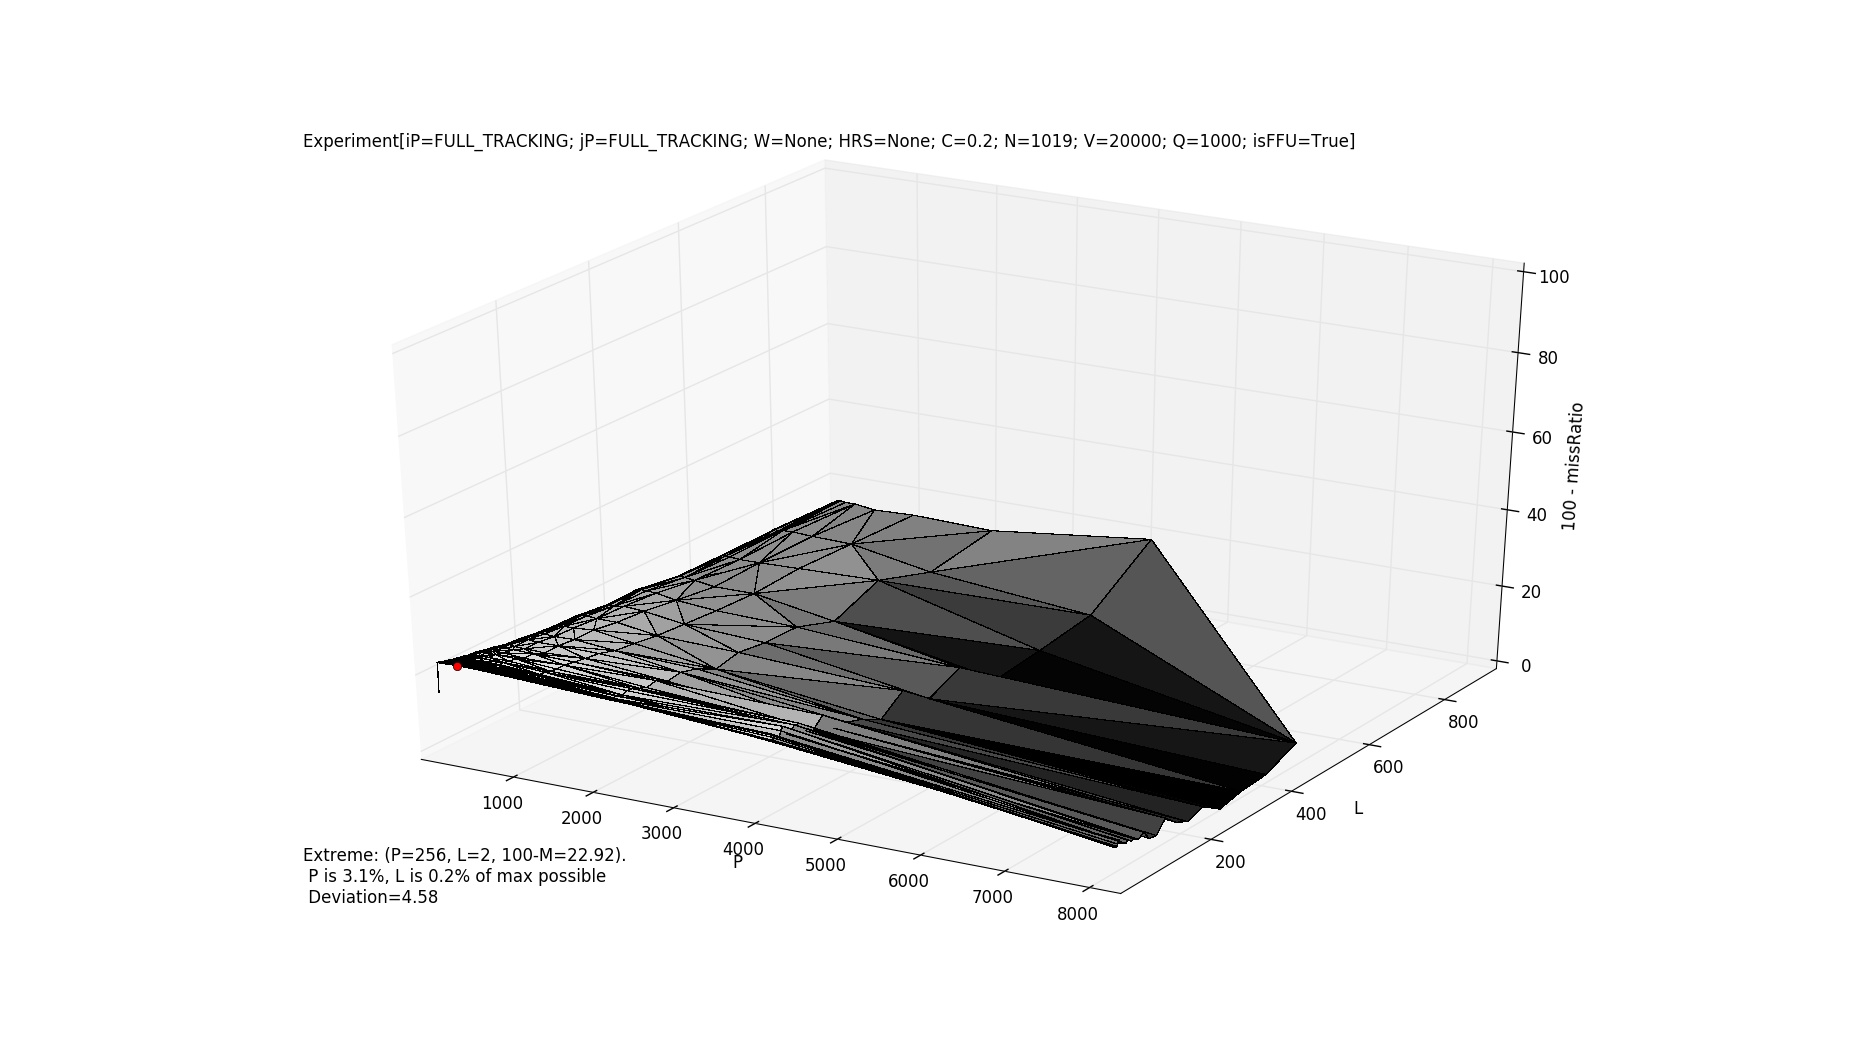 Experiment[iP=FULL_TRACKING; jP=FULL_TRACKING; W=None; HRS=None; C=0.2; N=1019; V=20000; Q=1000; isFFU=True]
100
80
60
40
20
0
100 - missRatio
800
600
400
200
L
1000
2000
3000
4000
5000
6000
7000
8000
P
Extreme: (P=256, L=2, 100-M=22.92).
P is 3.1%, L is 0.2% of max possible
Deviation=4.58